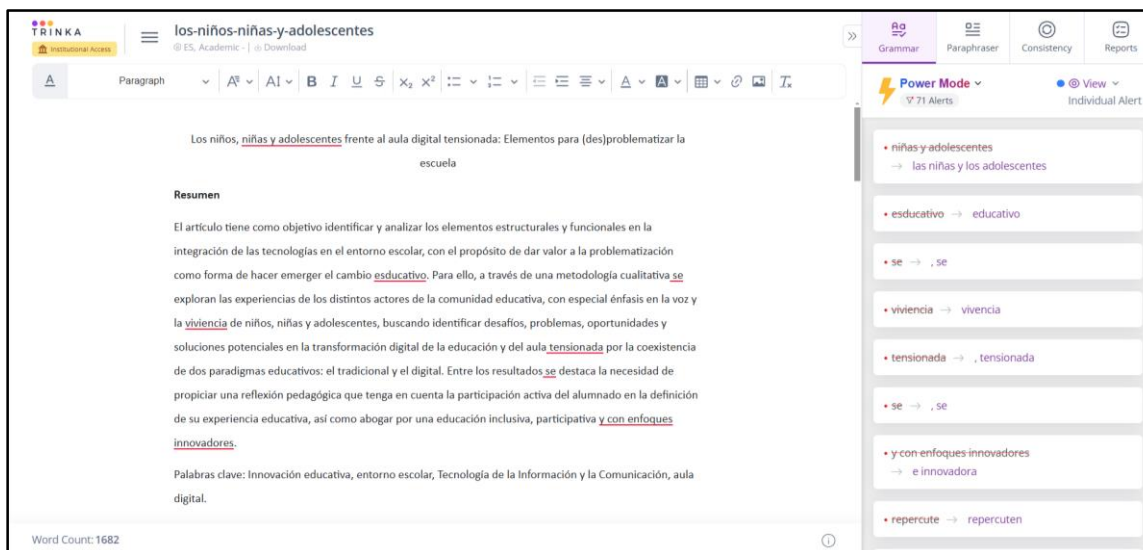 TRINKA
Institutional Access
los-niños-niñas-y-adolescentes
ES, Academic - | Download
Paragraph
Los niños, niñas y adolescentes frente al aula digital tensionada: Elementos para (des)problematizar la
escuela
Resumen
El artículo tiene como objetivo identificar y analizar los elementos estructurales y funcionales en la
integración de las tecnologías en el entorno escolar, con el propósito de dar valor a la problematización
como forma de hacer emerger el cambio esducativo. Para ello, a través de una metodología cualitativa se
exploran las experiencias de los distintos actores de la comunidad educativa, con especial énfasis en la voz y
la viviencia de niños, niñas y adolescentes, buscando identificar desafíos, problemas, oportunidades y
soluciones potenciales en la transformación digital de la educación y del aula tensionada por la coexistencia
de dos paradigmas educativos: el tradicional y el digital. Entre los resultados se destaca la necesidad de
propiciar una reflexión pedagógica que tenga en cuenta la participación activa del alumnado en la definición
de su experiencia educativa, así como abogar por una educación inclusiva, participativa y con enfoques
innovadores.
Palabras clave: Innovación educativa, entorno escolar, Tecnología de la Información y la Comunicación, aula
digital.
Word Count: 1682
Grammar
Paraphraser
Consistency
Reports
Power Mode
71 Alerts
View
Individual Alert
• niñas y adolescentes
→ las niñas y los adolescentes
• esducativo → educativo
• se → , se
• viviencia → vivencia
• tensionada → , tensionada
• se → , se
• y con enfoques innovadores
→ e innovadora
• repercute → repercuten